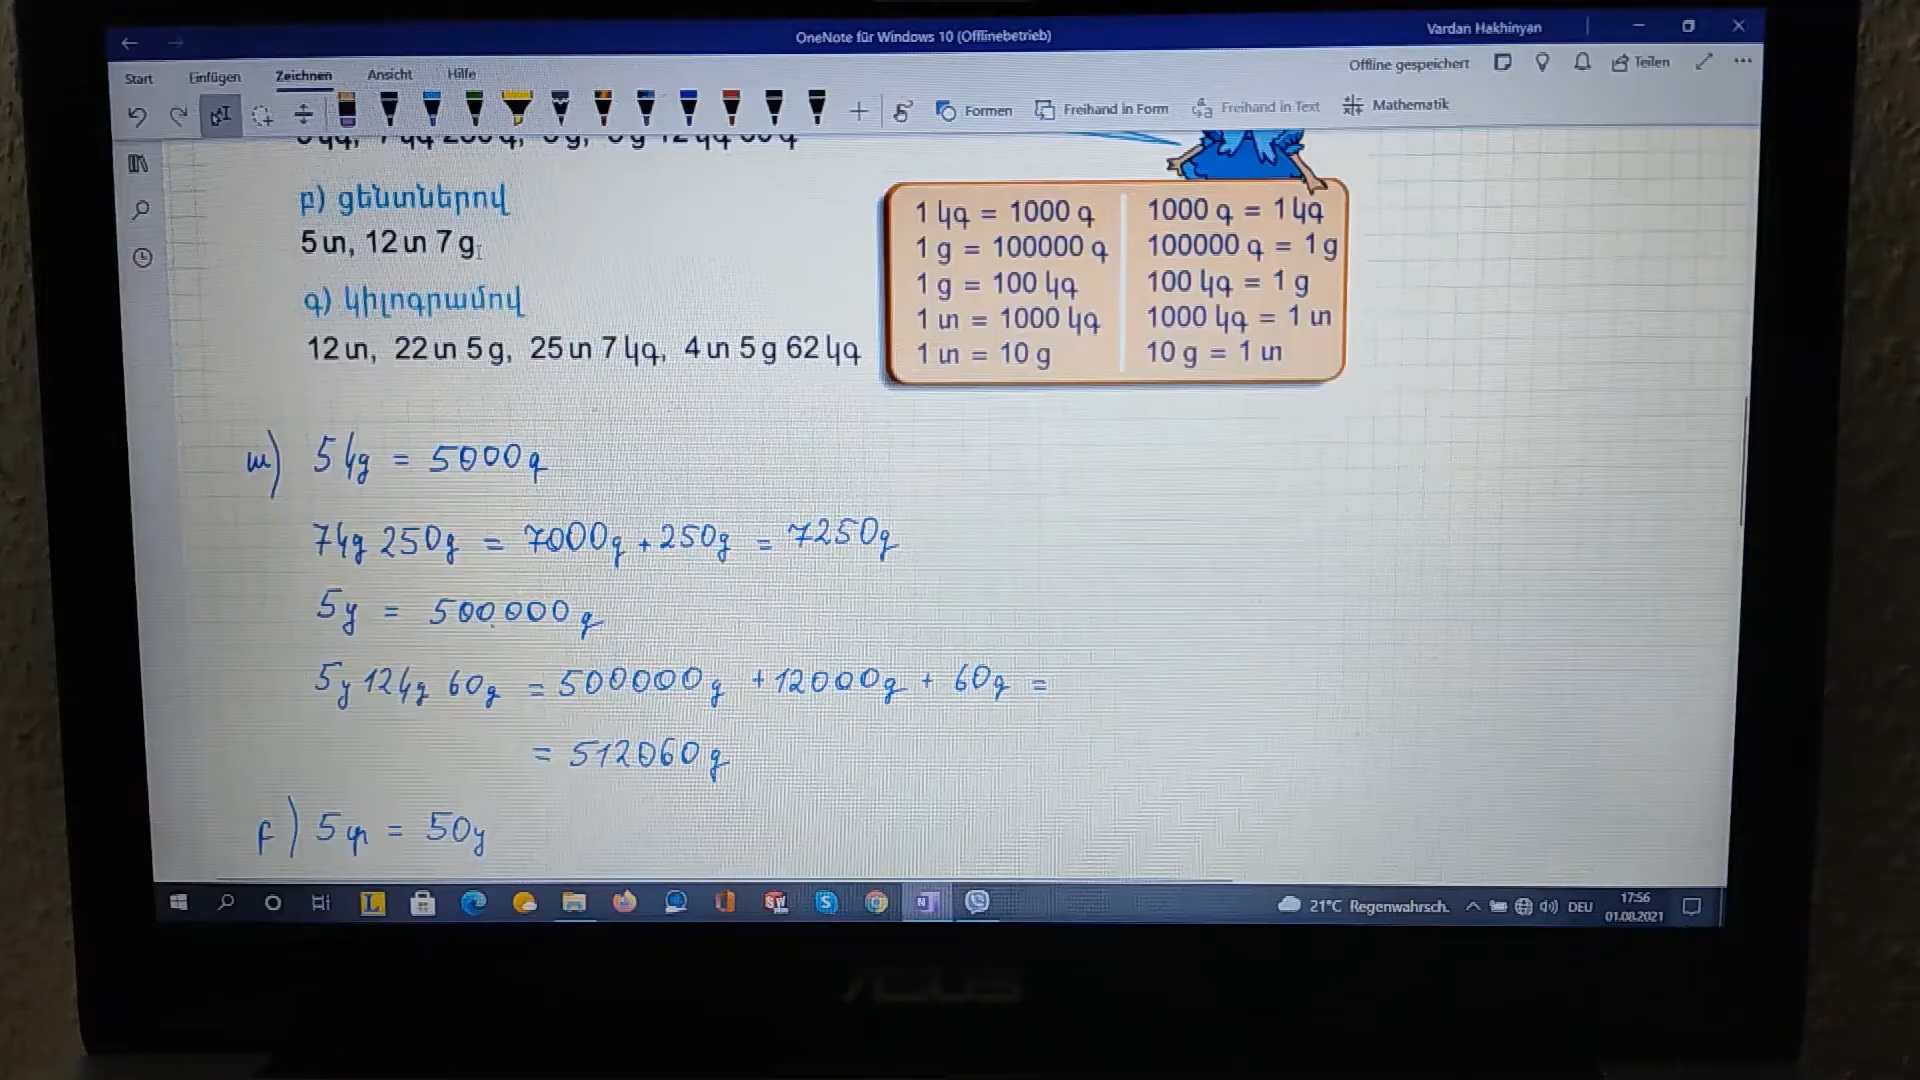 OneNote für Windows 10 (Offlinebetrieb)
Vardan Hakhinyan
Start Einfügen Zeichnen Ansicht Hilfe
Offline gespeichert Teilen
Formen Freihand in Form Freihand in Text Mathematik
բ) ցենտներով
5 տ, 12 տ 7 ց
գ) կիլոգրամով
12 տ, 22 տ 5 ց, 25 տ 7 կգ, 4 տ 5 ց 62 կգ
1 կգ = 1000 գ
1 ց = 100000 գ
1 ց = 100 կգ
1 տ = 1000 կգ
1 տ = 10 ց
1000 գ = 1 կգ
100000 գ = 1 ց
100 կգ = 1 ց
1000 կգ = 1 տ
10 ց = 1 տ
ա) 5 կգ = 5000 գ
7 կգ 250 գ = 7000 գ + 250 գ = 7250 գ
5 ց = 500000 գ
5 ց 12 կգ 60 գ = 500000 գ + 12000 գ + 60 գ =
= 512060 գ
բ) 5 տ = 50 ց
21°C Regenwahrsch. DEU 17:56
01.08.2021
ASUS